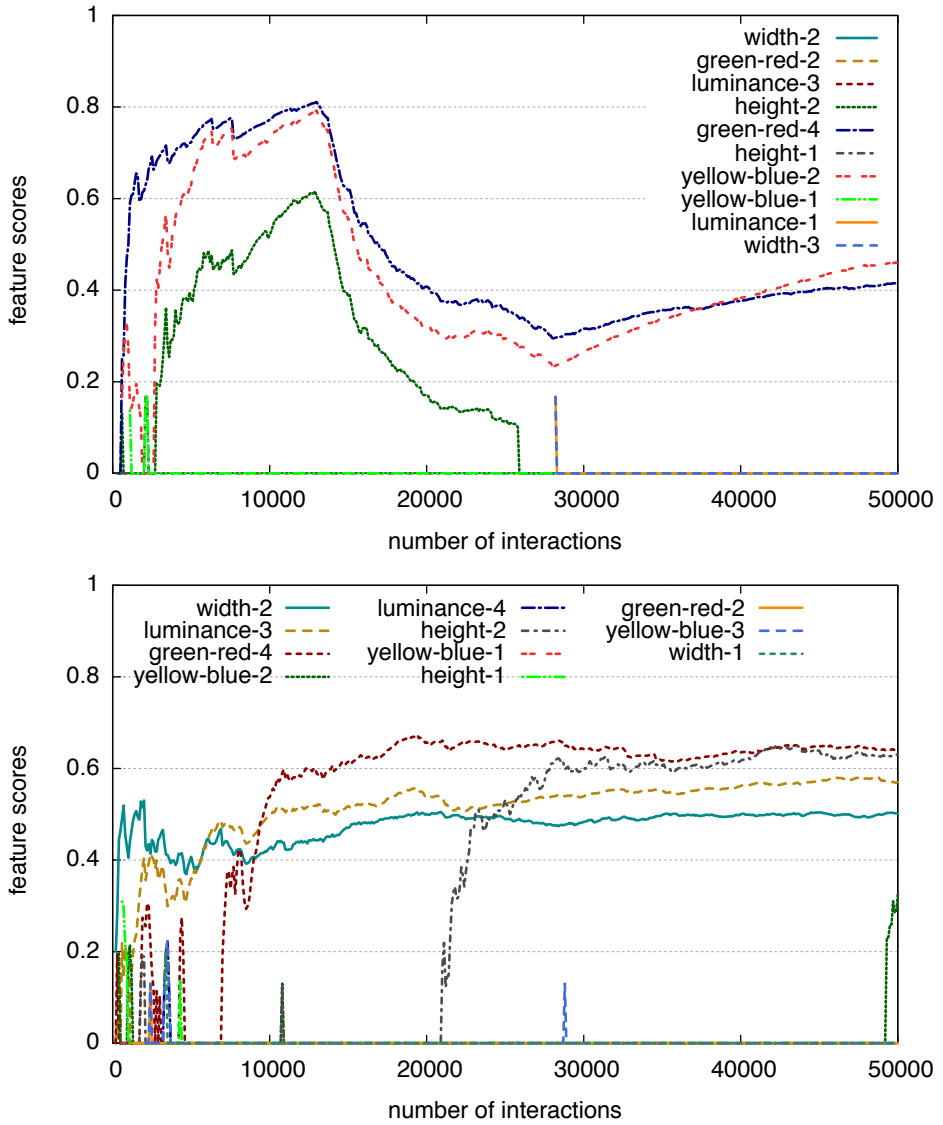 1
0.8
0.6
0.4
0.2
0
feature scores
width-2
green-red-2
luminance-3
height-2
green-red-4
height-1
yellow-blue-2
yellow-blue-1
luminance-1
width-3
0 10000 20000 30000 40000 50000
number of interactions
1
0.8
0.6
0.4
0.2
0
feature scores
width-2 luminance-4 green-red-2
luminance-3 height-2 yellow-blue-3
green-red-4 yellow-blue-1 width-1
yellow-blue-2 height-1
0 10000 20000 30000 40000 50000
number of interactions